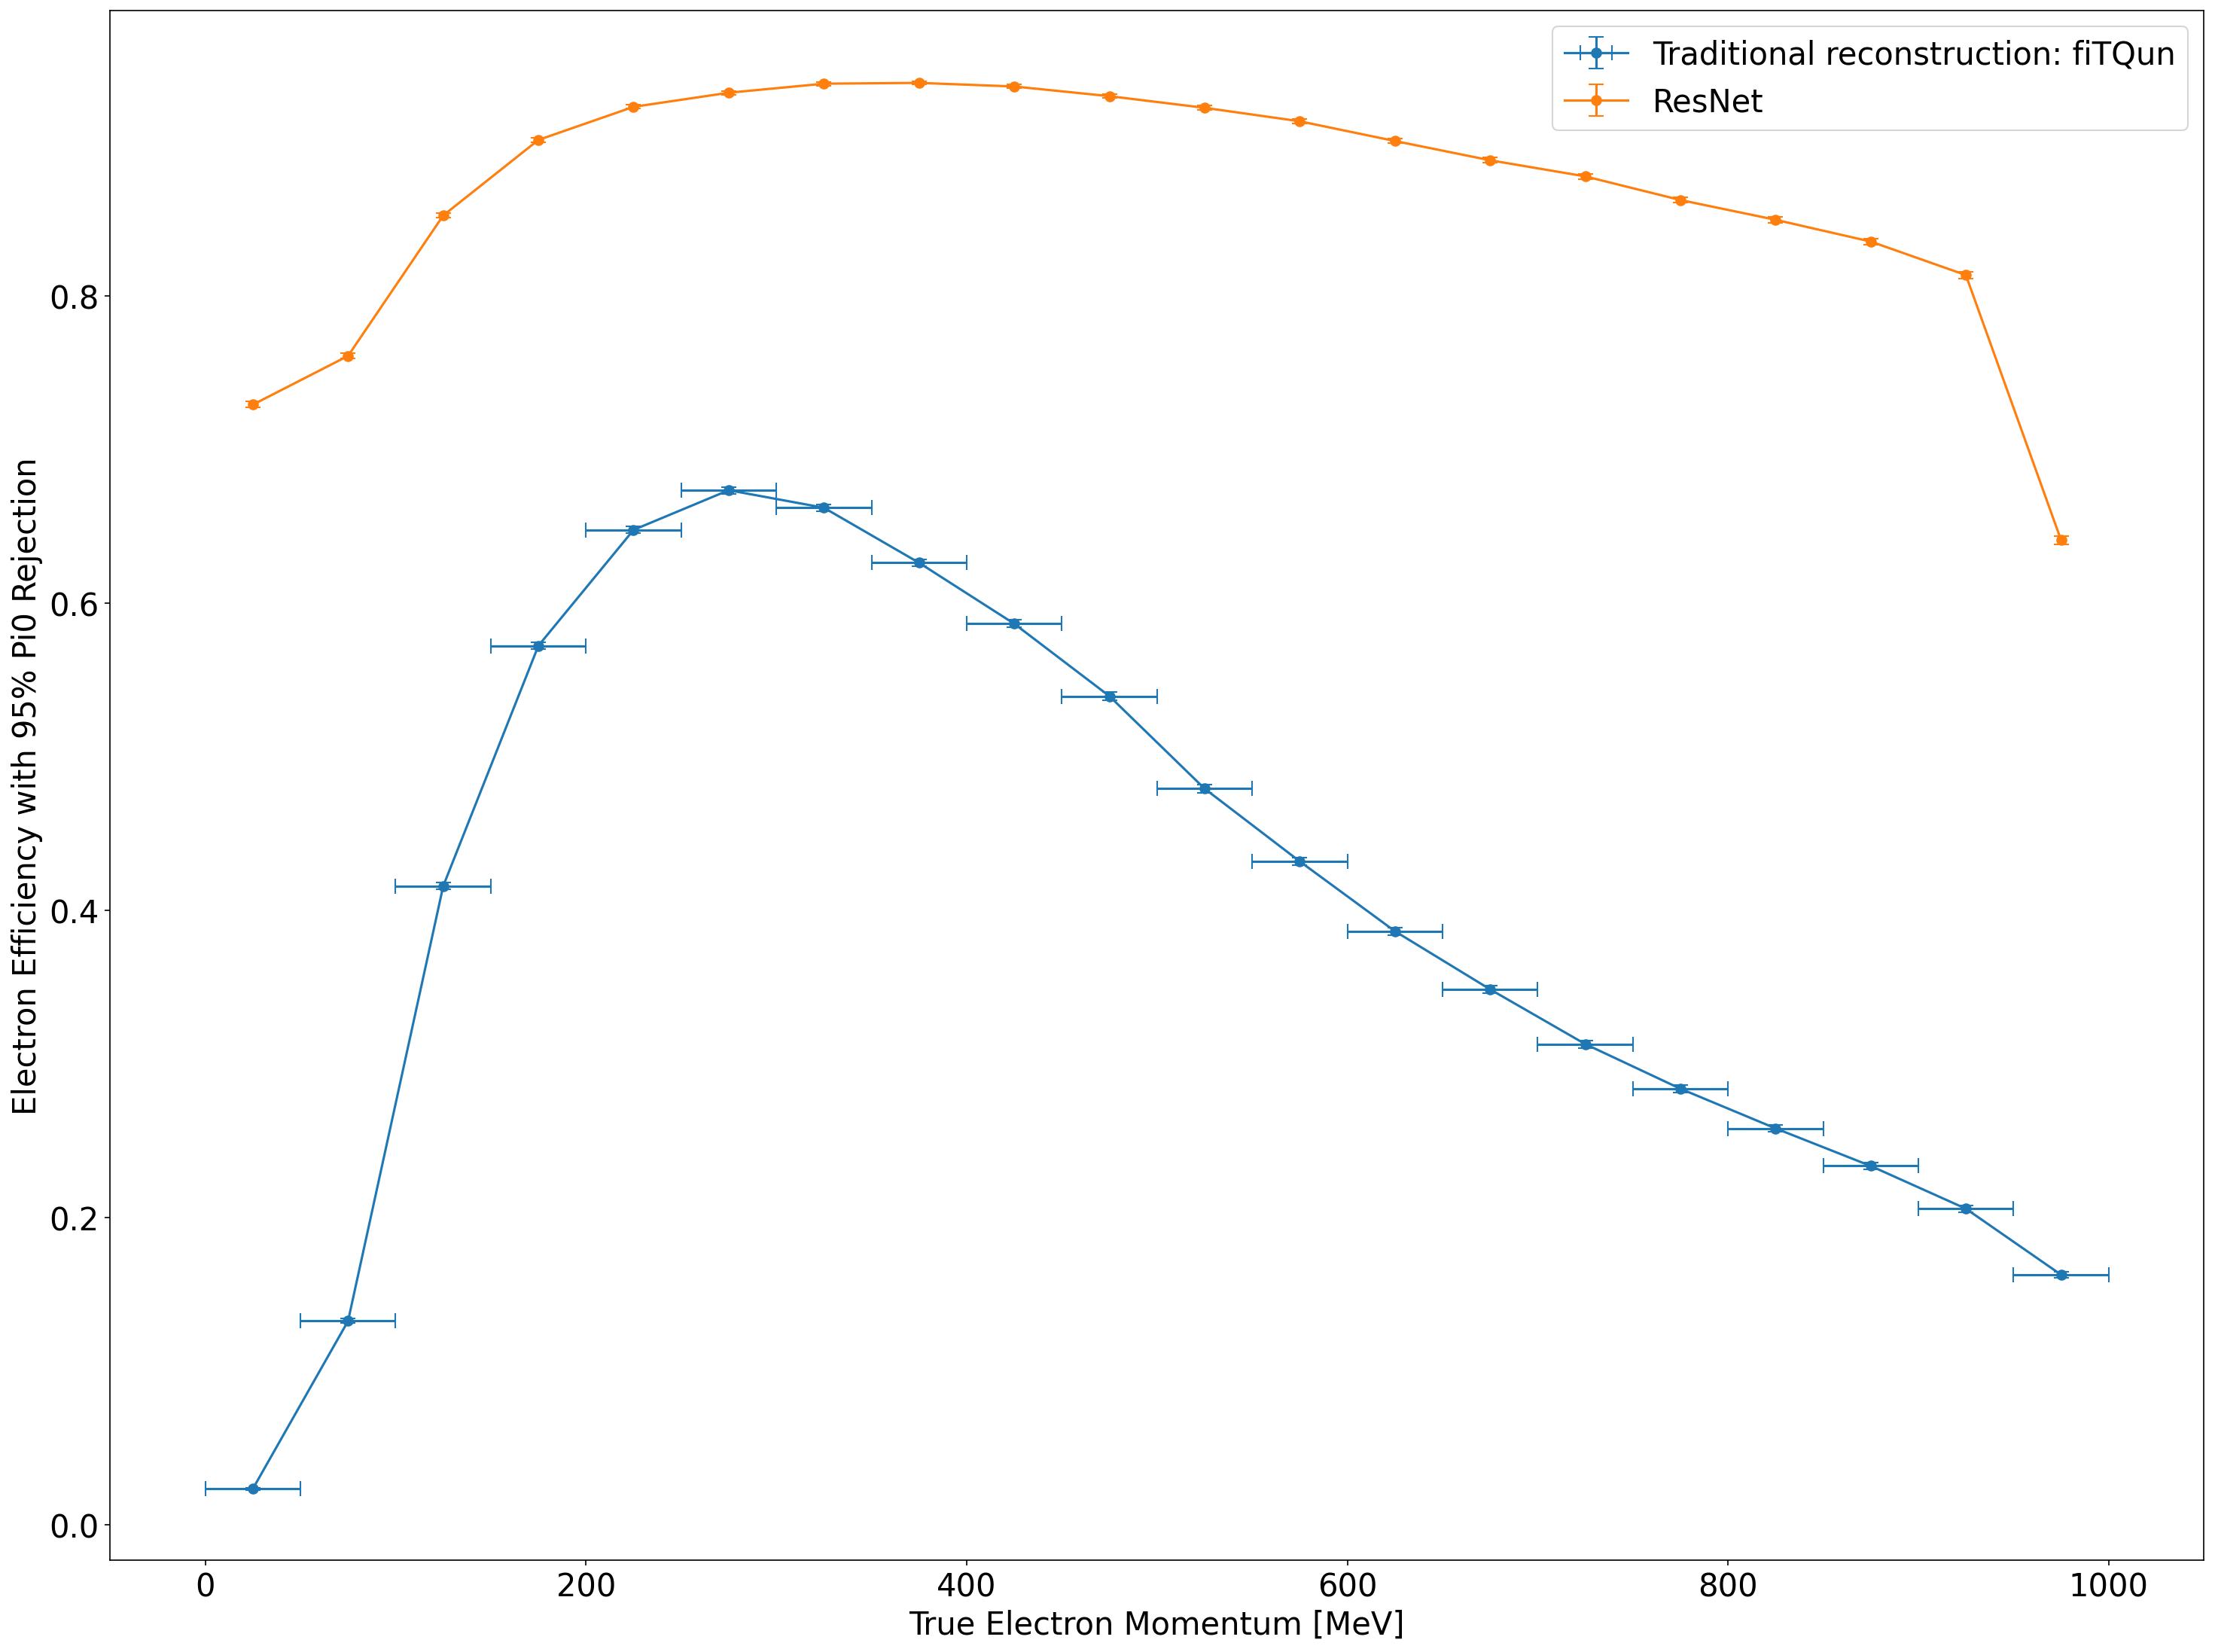 Traditional reconstruction: fiTQun
ResNet
Electron Efficiency with 95% Pi0 Rejection
0.8
0.6
0.4
0.2
0.0
0 200 400 600 800 1000
True Electron Momentum [MeV]